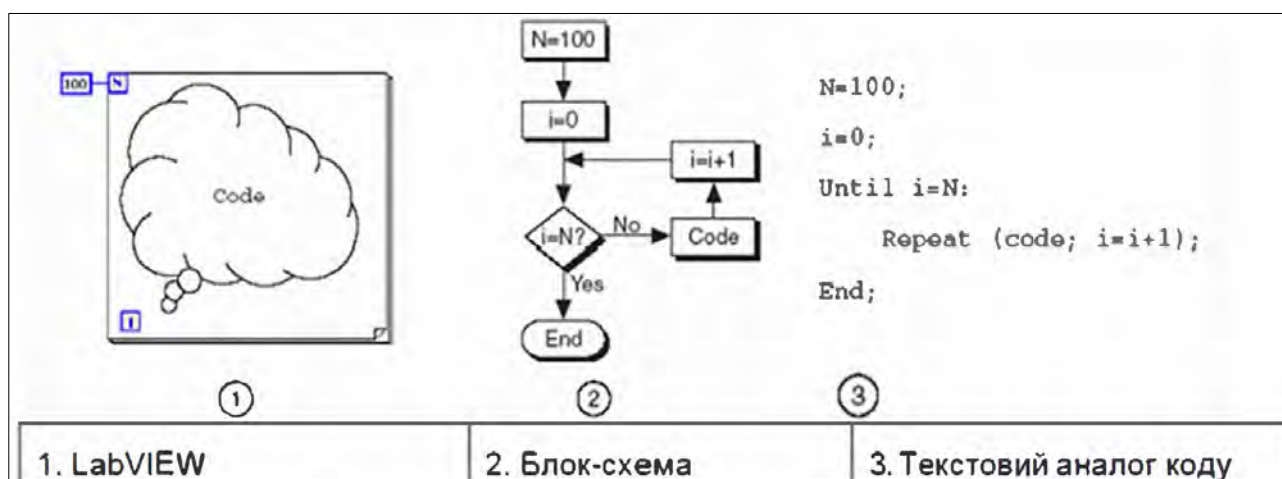 100 N
Code
i
1
N=100
i=0
i=i+1
i=N?
No
Code
Yes
End
2
N=100;
i=0;
Until i=N:
Repeat (code; i=i+1);
End;
3
1. LabVIEW
2. Блок-схема
3. Текстовий аналог коду